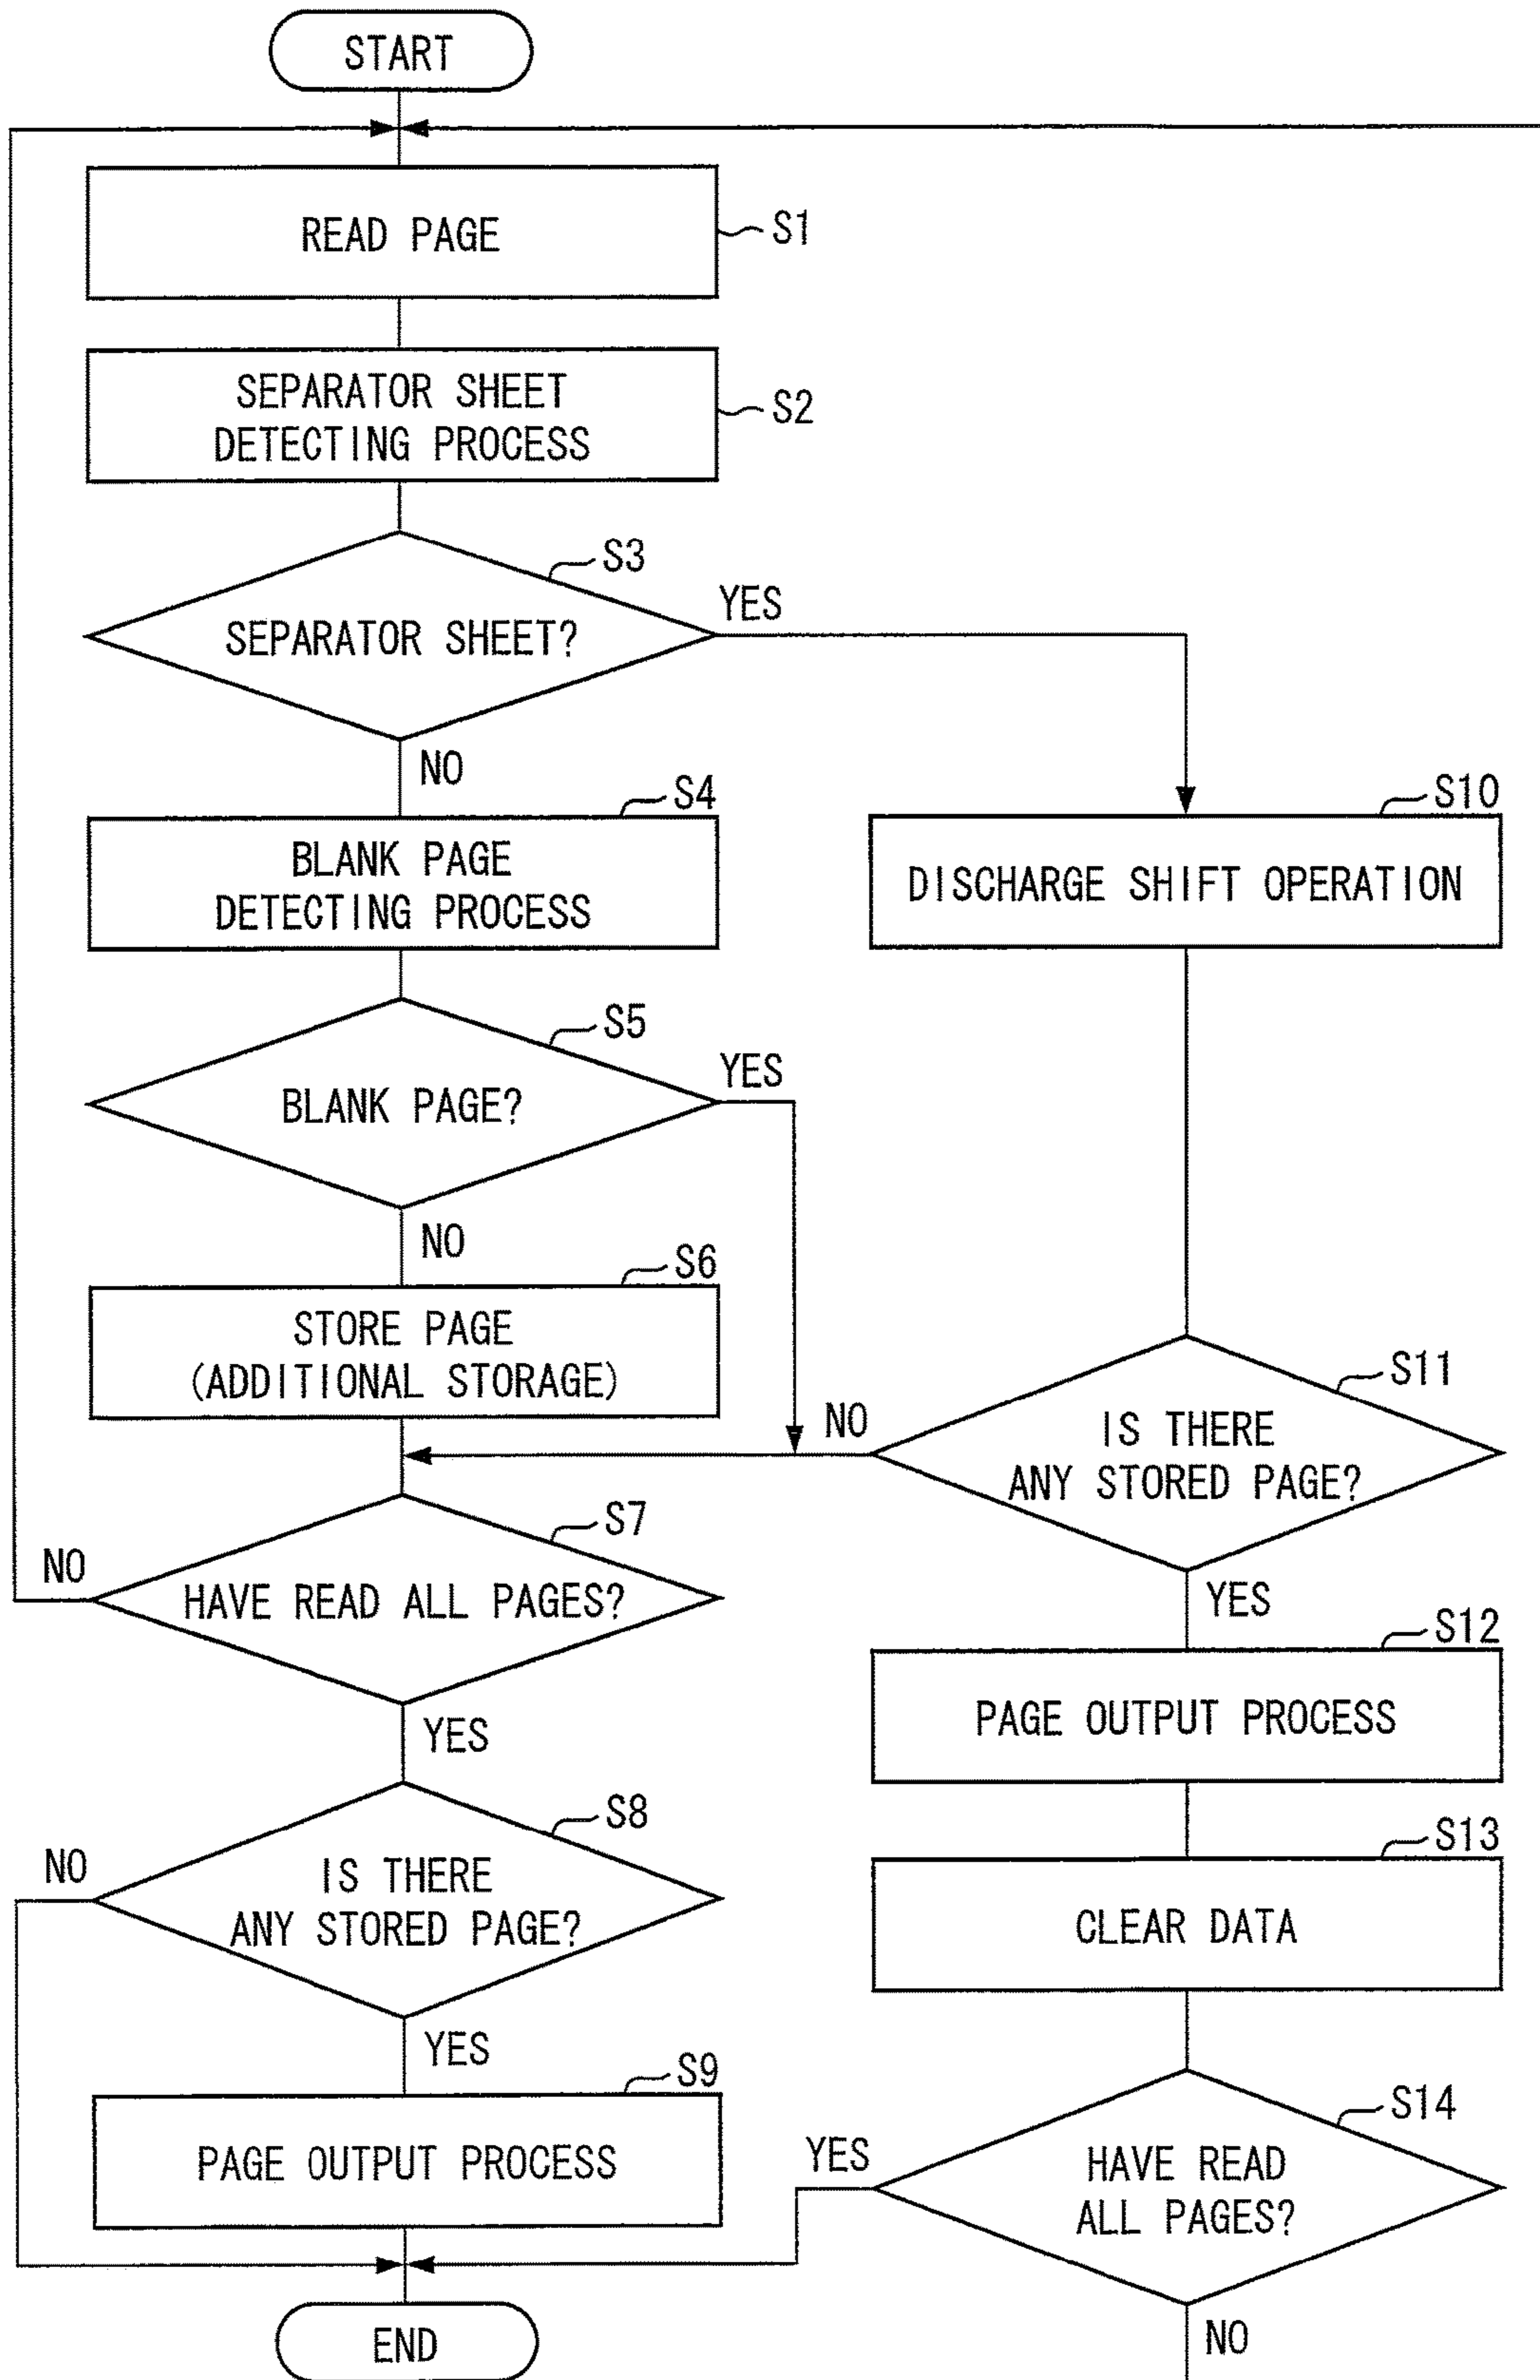 START
READ PAGE
S1
SEPARATOR SHEET
DETECTING PROCESS
S2
S3
SEPARATOR SHEET?
YES
NO
S4
BLANK PAGE
DETECTING PROCESS
S10
DISCHARGE SHIFT OPERATION
S5
BLANK PAGE?
YES
NO
S6
STORE PAGE
(ADDITIONAL STORAGE)
S11
IS THERE
ANY STORED PAGE?
NO
YES
S7
HAVE READ ALL PAGES?
NO
YES
S12
PAGE OUTPUT PROCESS
S8
IS THERE
ANY STORED PAGE?
NO
YES
S13
CLEAR DATA
S9
PAGE OUTPUT PROCESS
S14
HAVE READ
ALL PAGES?
YES
NO
END